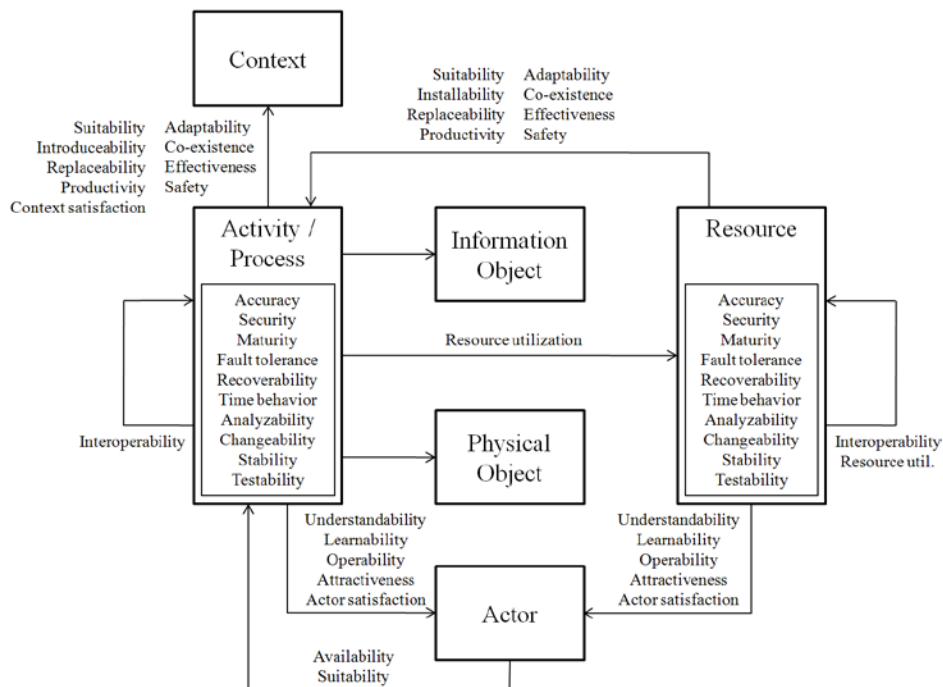 Context
Suitability Adaptability
Introduceability Co-existence
Replaceability Effectiveness
Productivity Safety
Context satisfaction
Suitability Adaptability
Installability Co-existence
Replaceability Effectiveness
Productivity Safety
Activity /
Process
Accuracy
Security
Maturity
Fault tolerance
Recoverability
Time behavior
Analyzability
Changeability
Stability
Testability
Interoperability
Information
Object
Resource utilization
Physical
Object
Resource
Accuracy
Security
Maturity
Fault tolerance
Recoverability
Time behavior
Analyzability
Changeability
Stability
Testability
Interoperability
Resource util.
Understandability
Learnability
Operability
Attractiveness
Actor satisfaction
Actor
Understandability
Learnability
Operability
Attractiveness
Actor satisfaction
Availability
Suitability